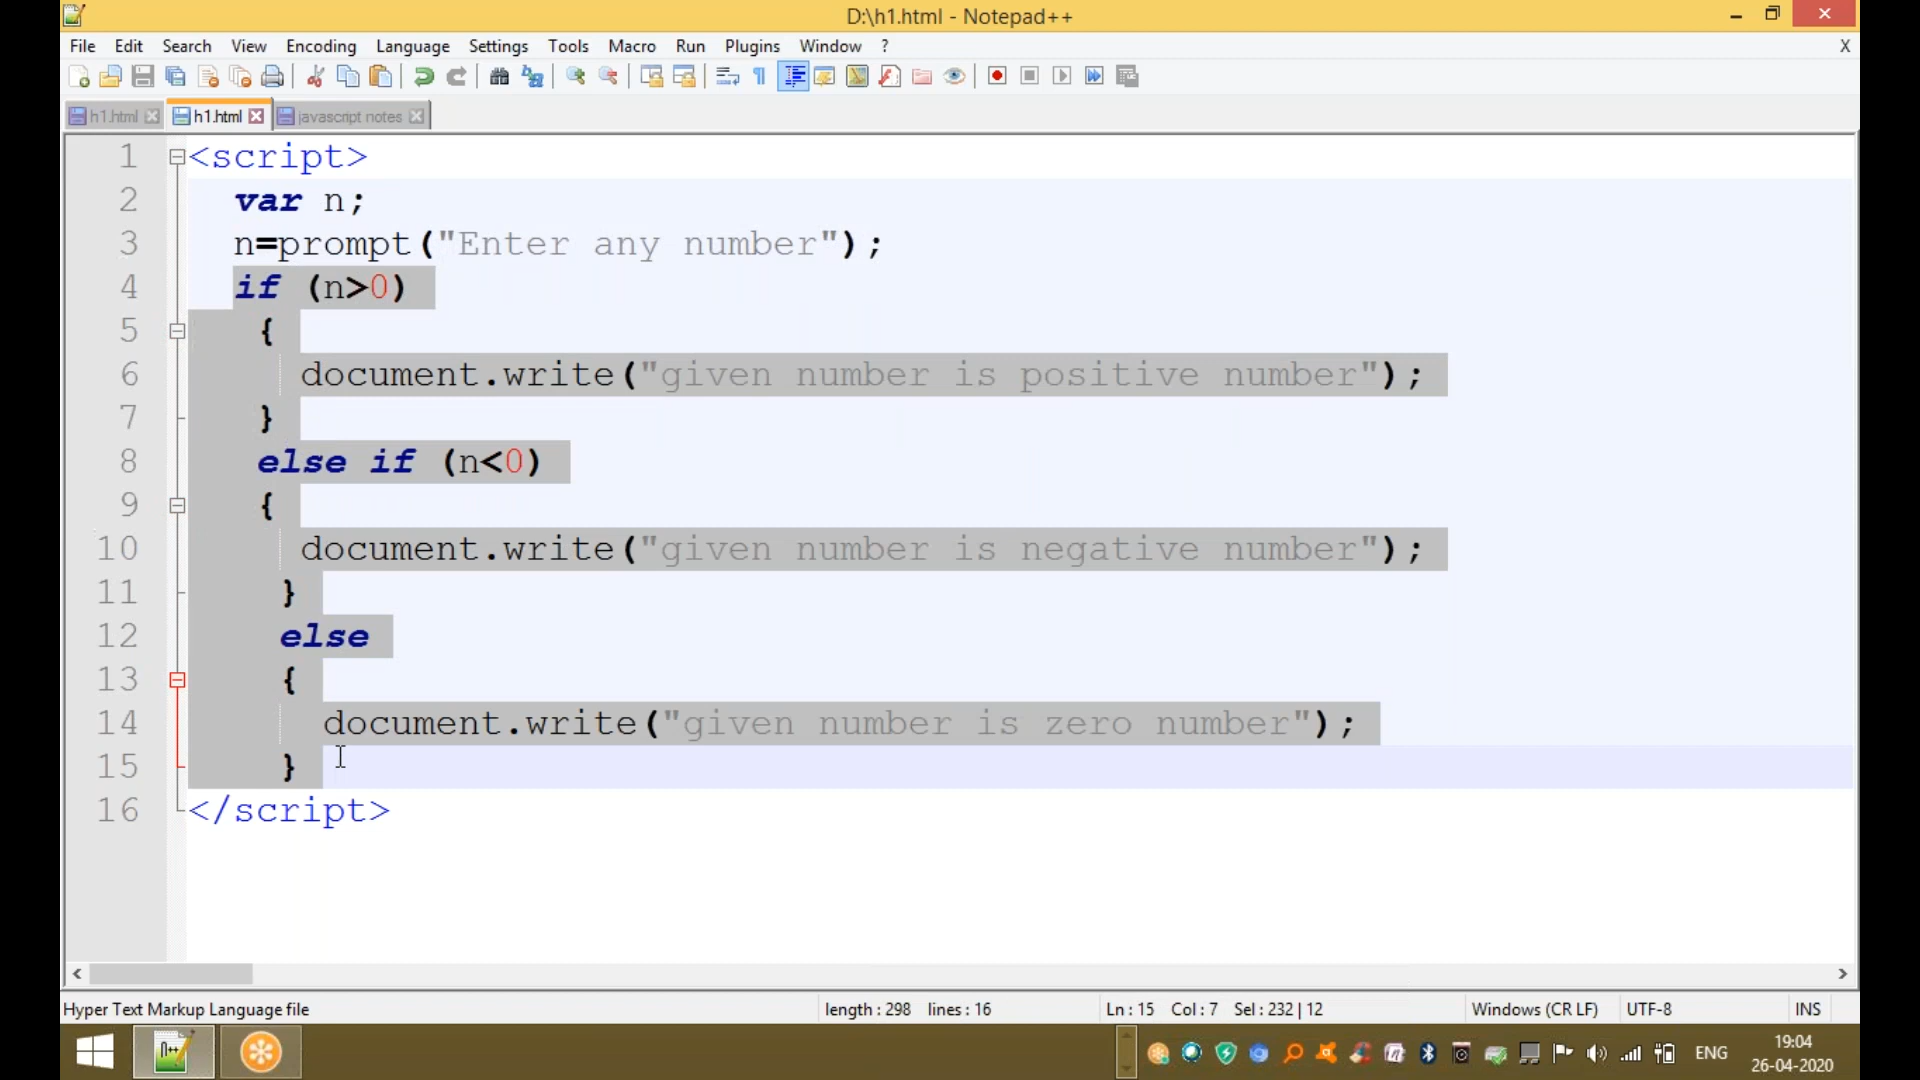 D:\h1.html - Notepad++
File Edit Search View Encoding Language Settings Tools Macro Run Plugins Window ? X
h1.html h1.html javascript notes
1 <script>
2 var n;
3 n=prompt("Enter any number");
4 if (n>0)
5 {
6 document.write("given number is positive number");
7 }
8 else if (n<0)
9 {
10 document.write("given number is negative number");
11 }
12 else
13 {
14 document.write("given number is zero number");
15 }
16 </script>
Hyper Text Markup Language file length : 298 lines : 16 Ln : 15 Col : 7 Sel : 232 | 12 Windows (CR LF) UTF-8 INS
ENG 19:04
26-04-2020